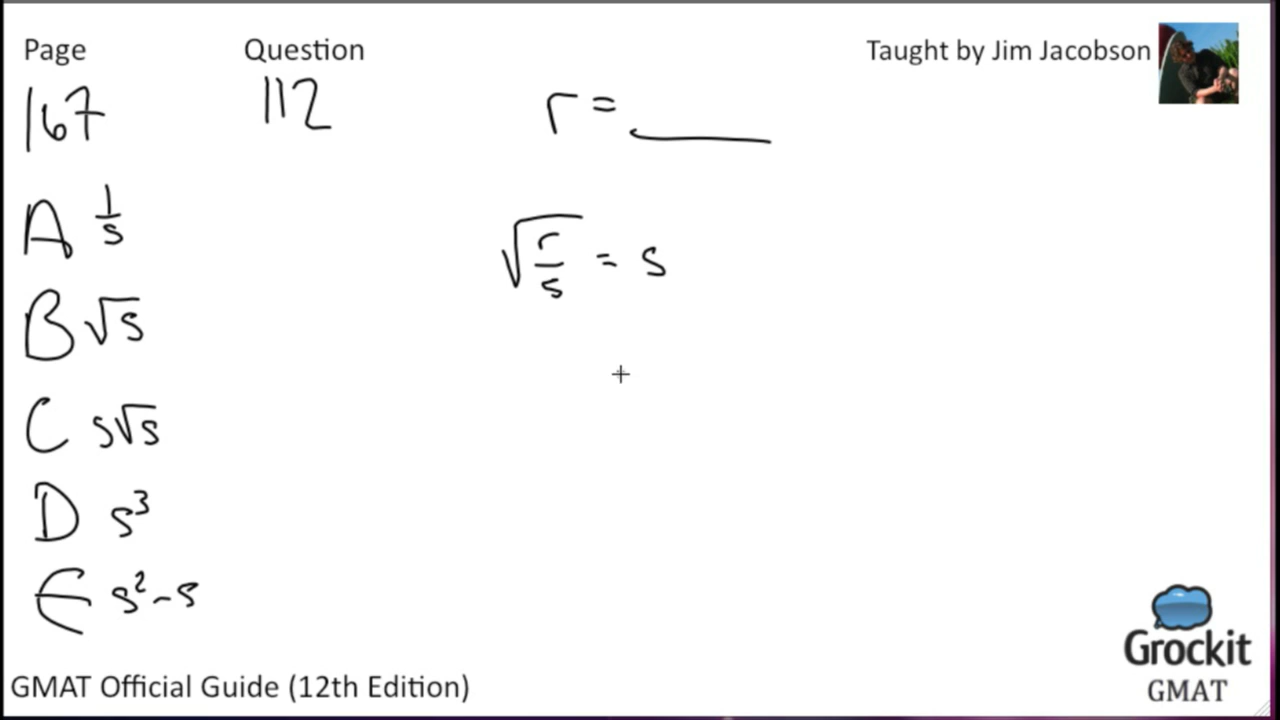 Page Question Taught by Jim Jacobson
167 112 r = ____
A 1/s
√(r/s) = s
B √s
C s√s
D s³
E s² - s
Grockit
GMAT
GMAT Official Guide (12th Edition)